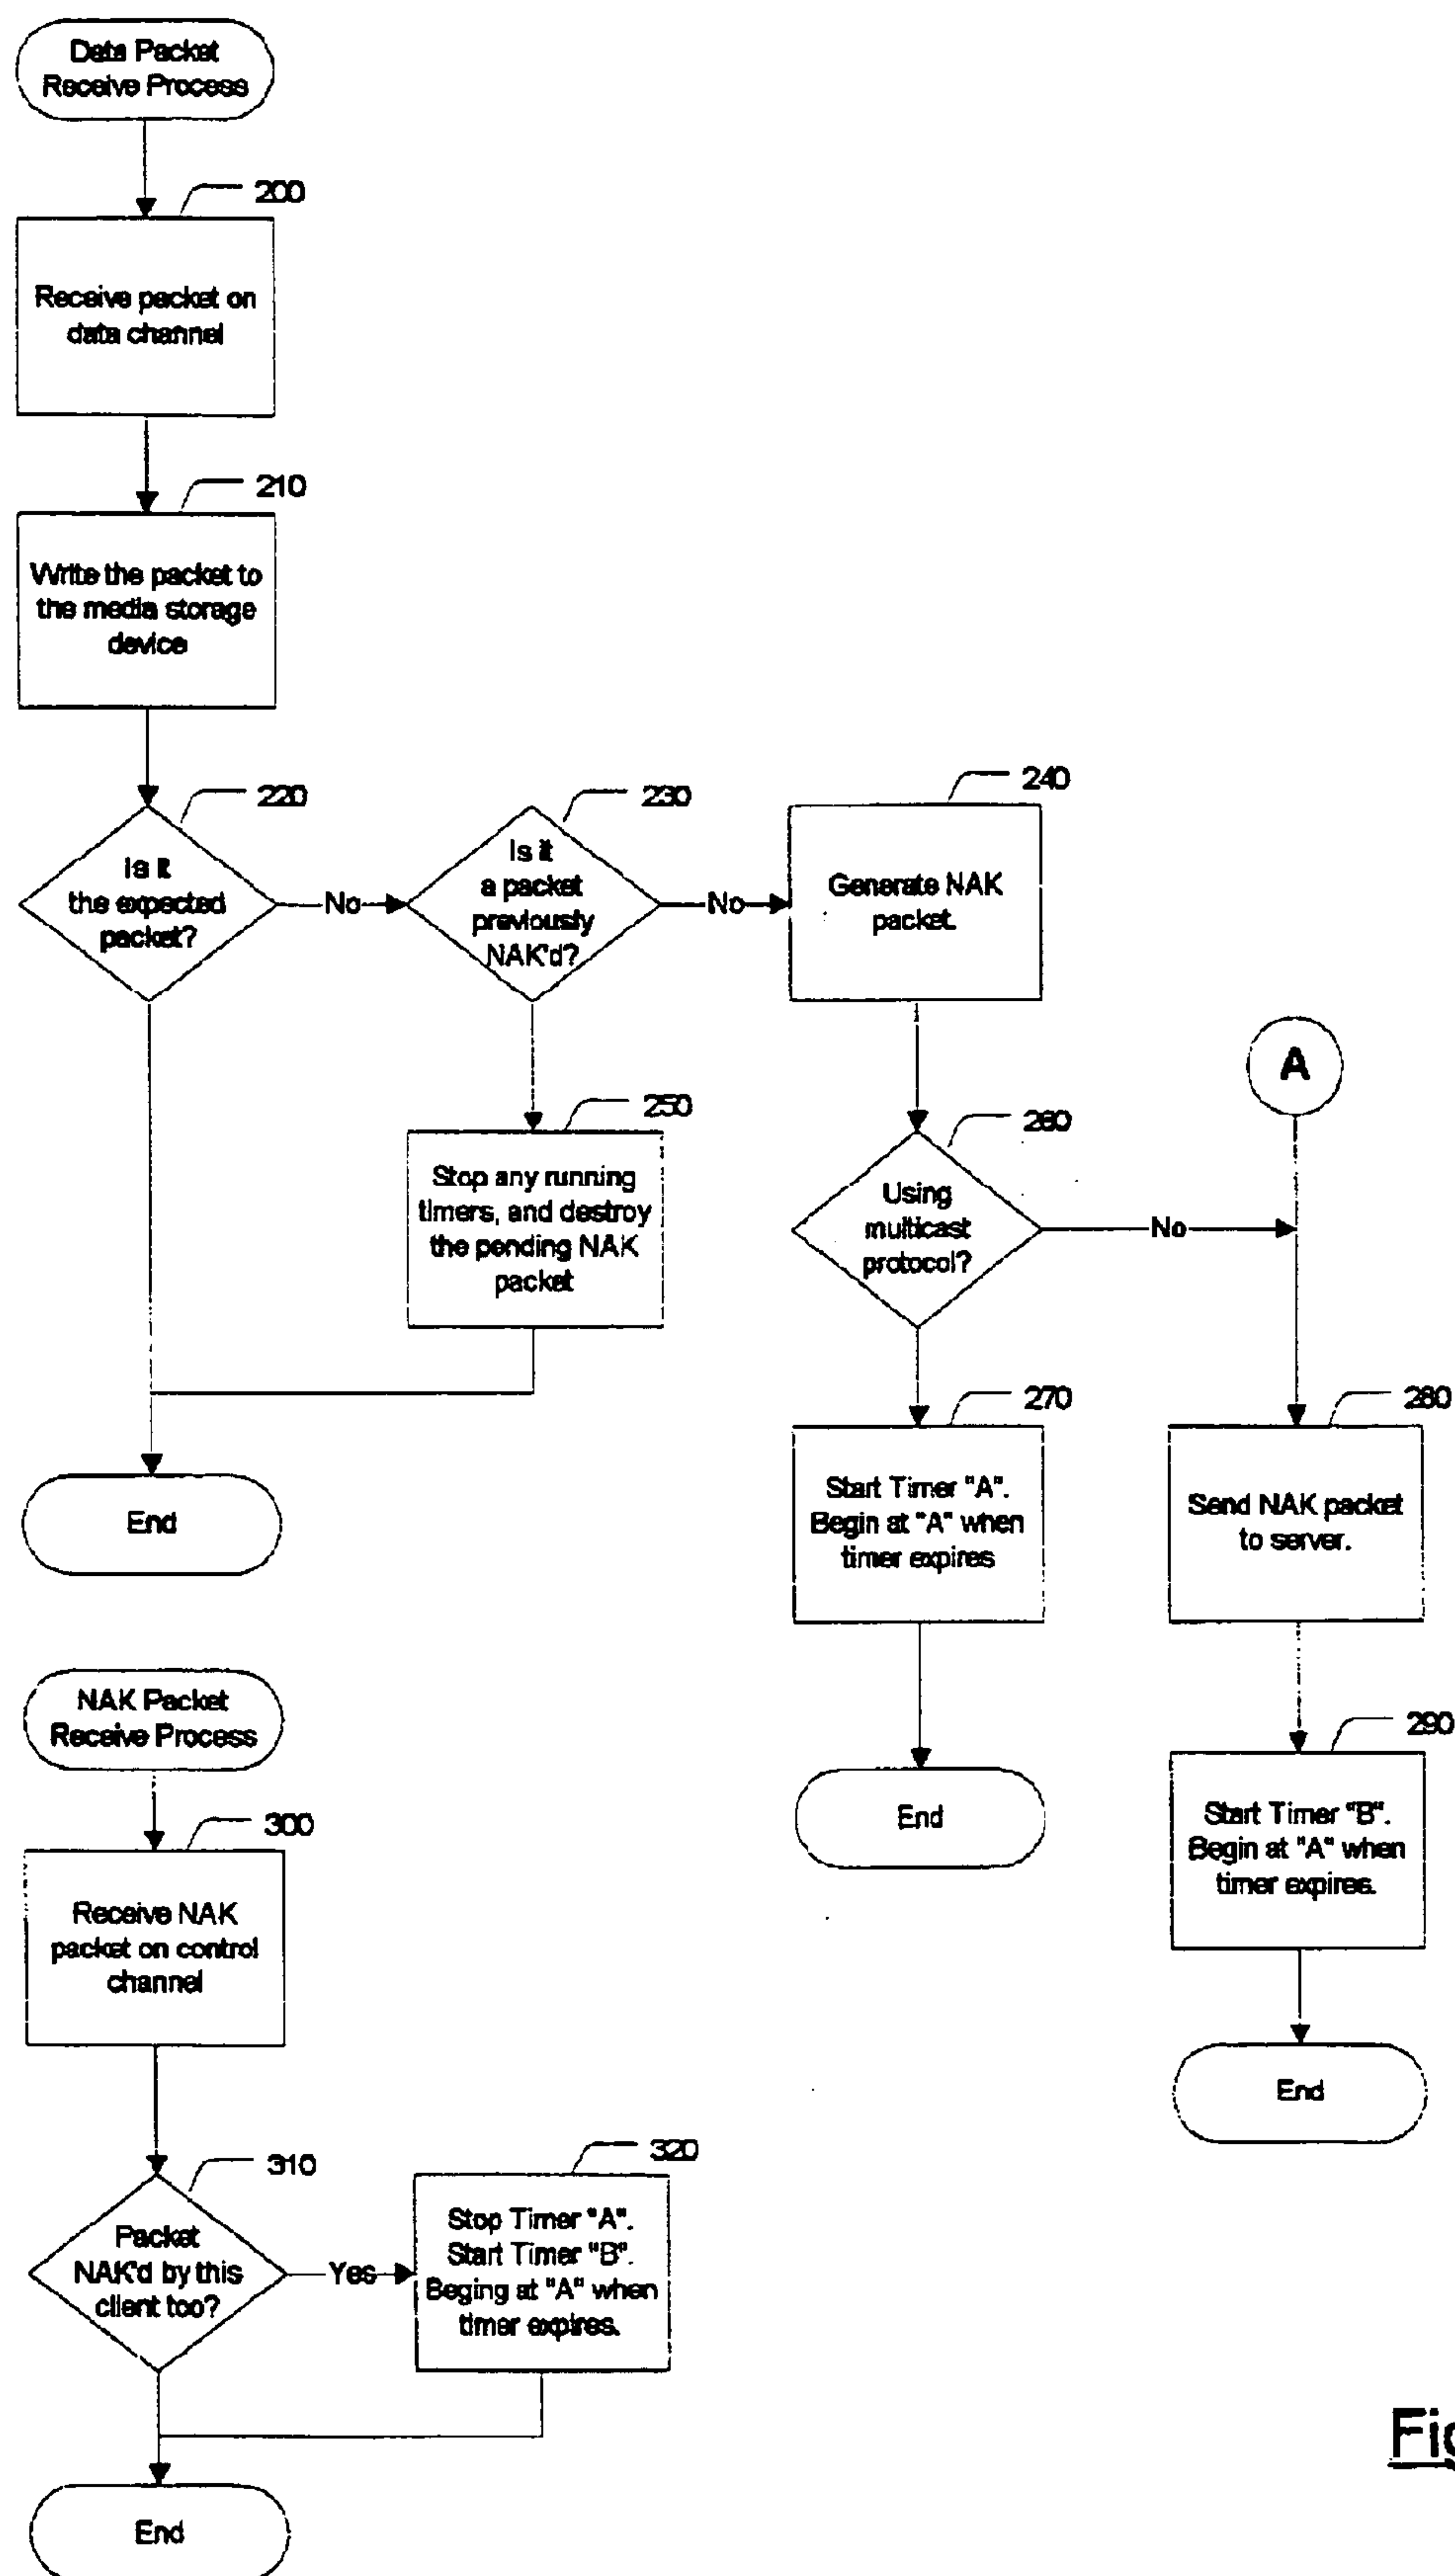 Data Packet
Receive Process
200
Receive packet on
data channel
210
Write the packet to
the media storage
device
220
Is it
the expected
packet?
No
230
Is it
a packet
previously
NAK'd?
No
240
Generate NAK
packet.
250
Stop any running
timers, and destroy
the pending NAK
packet
260
Using
multicast
protocol?
No
A
270
Start Timer "A".
Begin at "A" when
timer expires
End
280
Send NAK packet
to server.
290
Start Timer "B".
Begin at "A" when
timer expires.
End
End
NAK Packet
Receive Process
300
Receive NAK
packet on control
channel
310
Packet
NAK'd by this
client too?
Yes
320
Stop Timer "A".
Start Timer "B".
Beging at "A" when
timer expires.
End